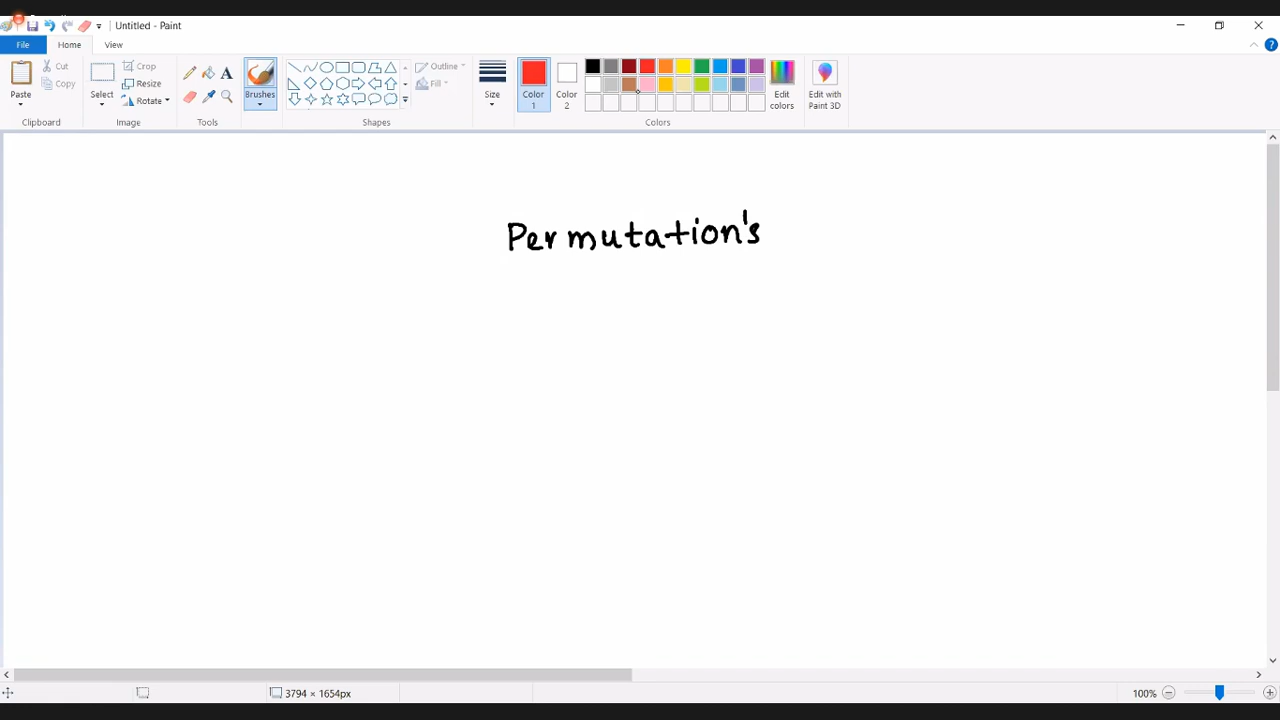 Untitled - Paint
File Home View
Paste Cut Copy Clipboard
Select Crop Resize Rotate Image
Tools
Brushes
Outline Fill Shapes
Size
Color 1
Color 2
Edit colors
Colors
Edit with Paint 3D
Permutation's
3794 × 1654px
100%